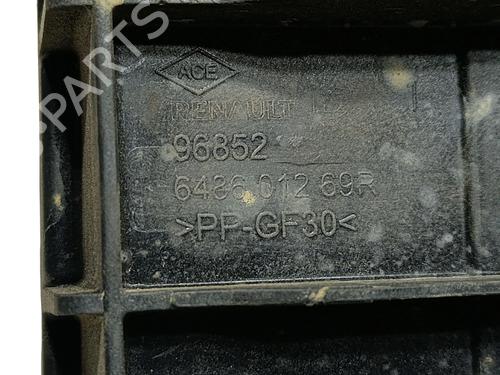 ACE
RENAULT
96852
6486 012 69R
>PP-GF30<
PARTS